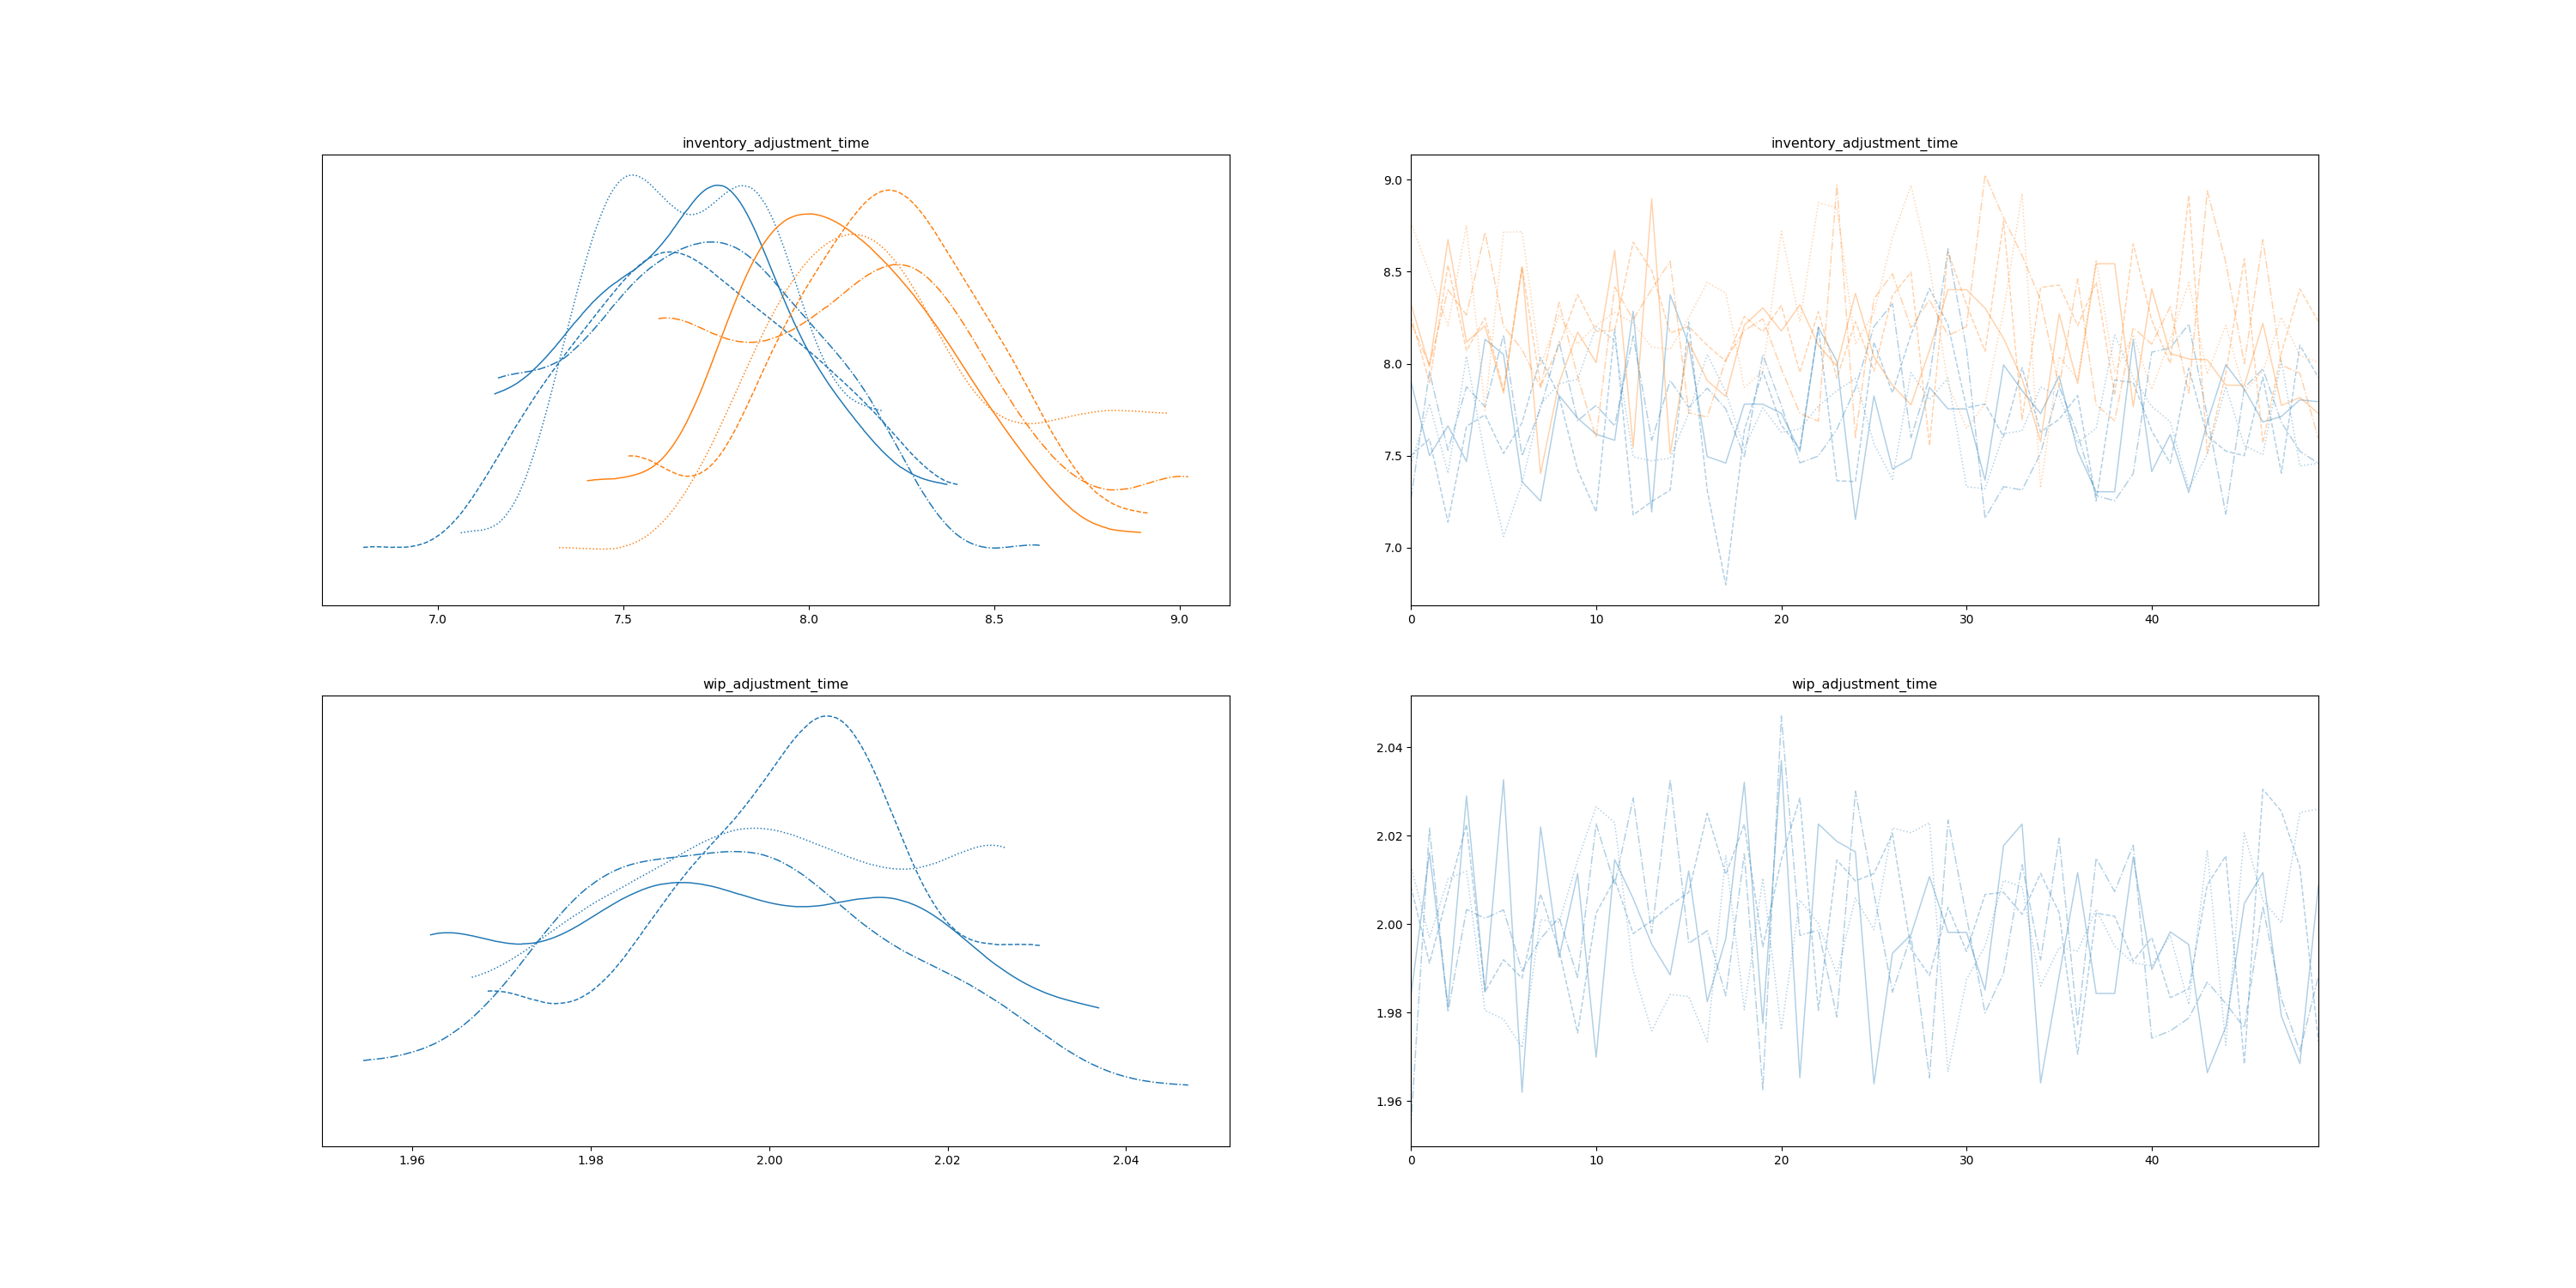 inventory_adjustment_time
7.0 7.5 8.0 8.5 9.0
inventory_adjustment_time
9.0
8.5
8.0
7.5
7.0
0 10 20 30 40
wip_adjustment_time
1.96 1.98 2.00 2.02 2.04
wip_adjustment_time
2.04
2.02
2.00
1.98
1.96
0 10 20 30 40